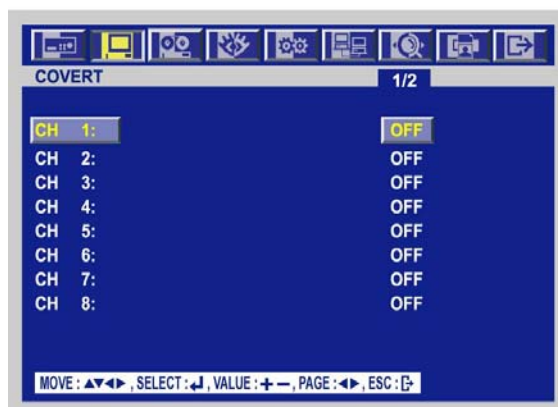 COVERT 1/2
CH 1: OFF
CH 2: OFF
CH 3: OFF
CH 4: OFF
CH 5: OFF
CH 6: OFF
CH 7: OFF
CH 8: OFF
MOVE : ▲▼◀▶ , SELECT : ↵ , VALUE : + − , PAGE : ◀▶ , ESC :